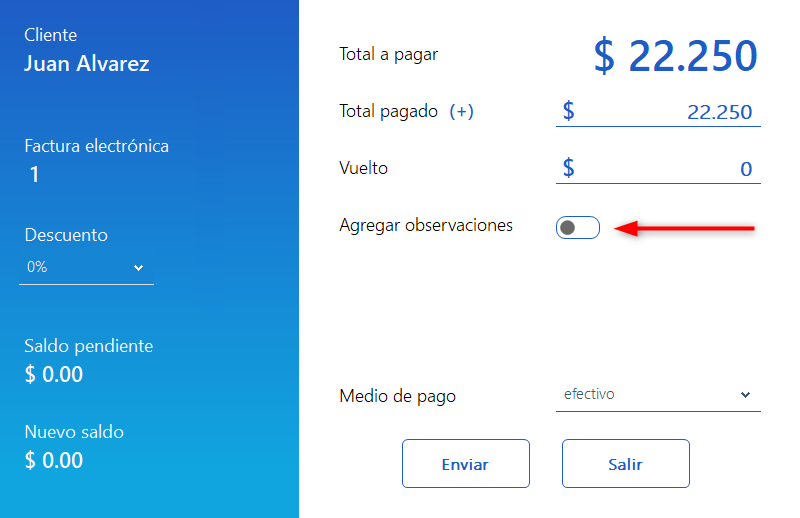 Cliente
Juan Alvarez
Factura electrónica
1
Descuento
0%
Saldo pendiente
$ 0.00
Nuevo saldo
$ 0.00
Total a pagar $ 22.250
Total pagado (+) $ 22.250
Vuelto $ 0
Agregar observaciones
Medio de pago efectivo
Enviar Salir